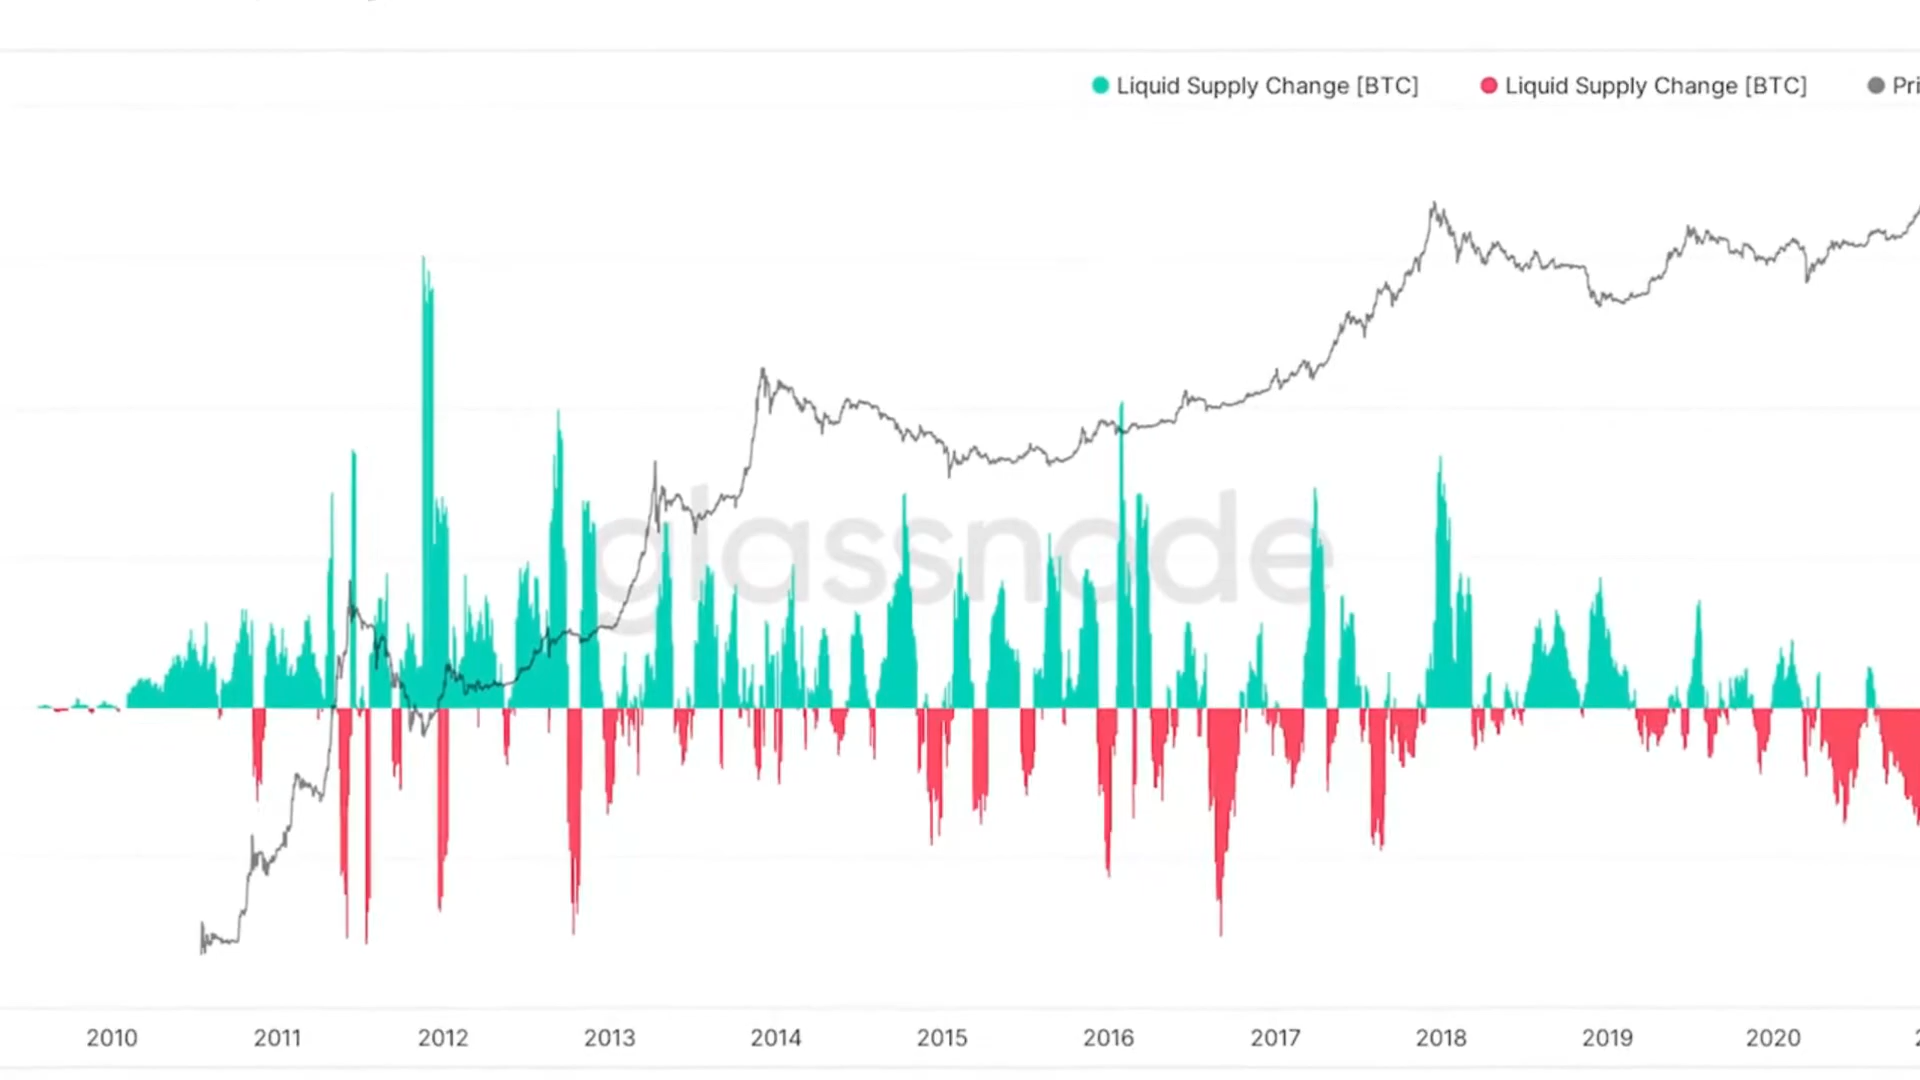 Liquid Supply Change [BTC] Liquid Supply Change [BTC]
glassnode
2010 2011 2012 2013 2014 2015 2016 2017 2018 2019 2020